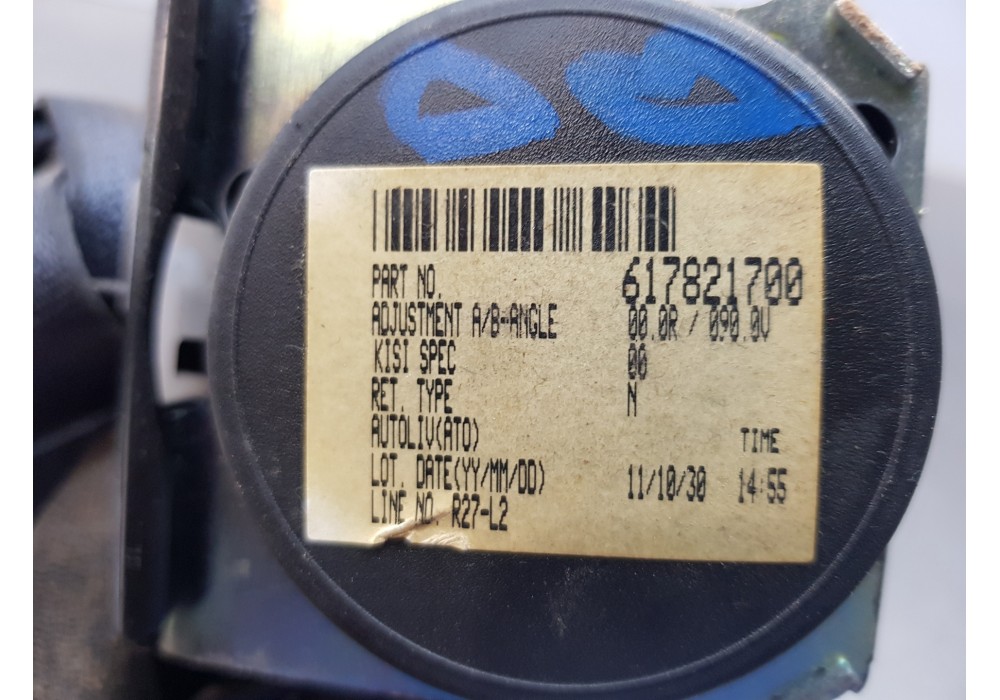 PART NO. 617821700
ADJUSTMENT A/B-ANGLE 00.0R / 090.0V
KISI SPEC 00
RET. TYPE N
AUTOLIV(ATO) TIME
LOT. DATE(YY/MM/DD) 11/10/30 14:55
LINE NO. R27-L2